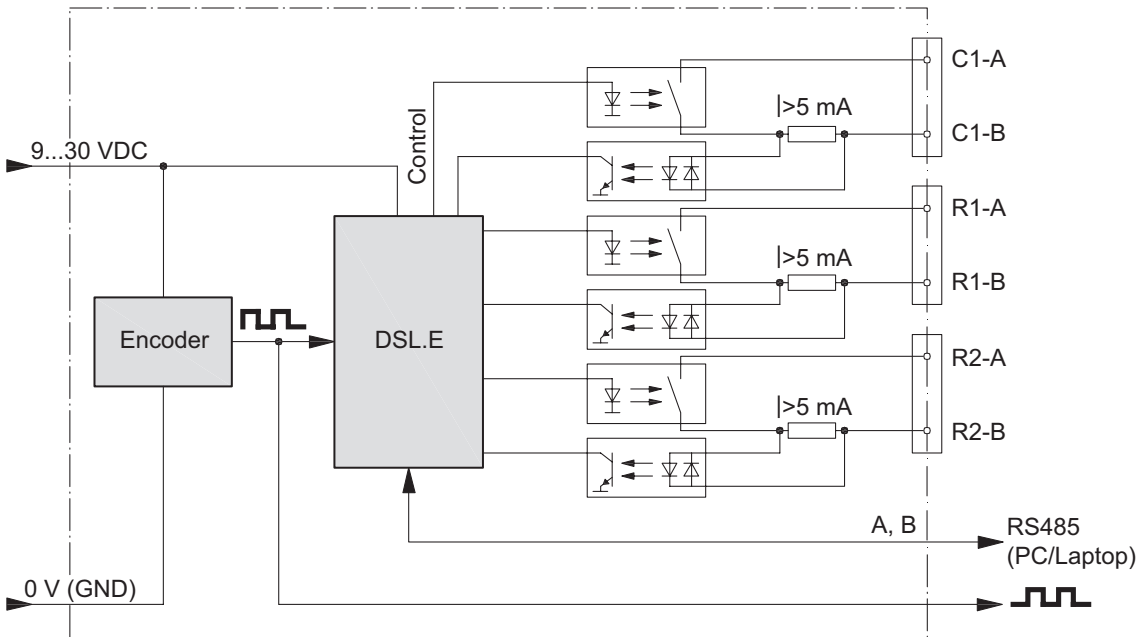 C1-A
|>5 mA
C1-B
9...30 VDC
Control
R1-A
|>5 mA
R1-B
Encoder
DSL.E
R2-A
|>5 mA
R2-B
A, B
RS485
(PC/Laptop)
0 V (GND)